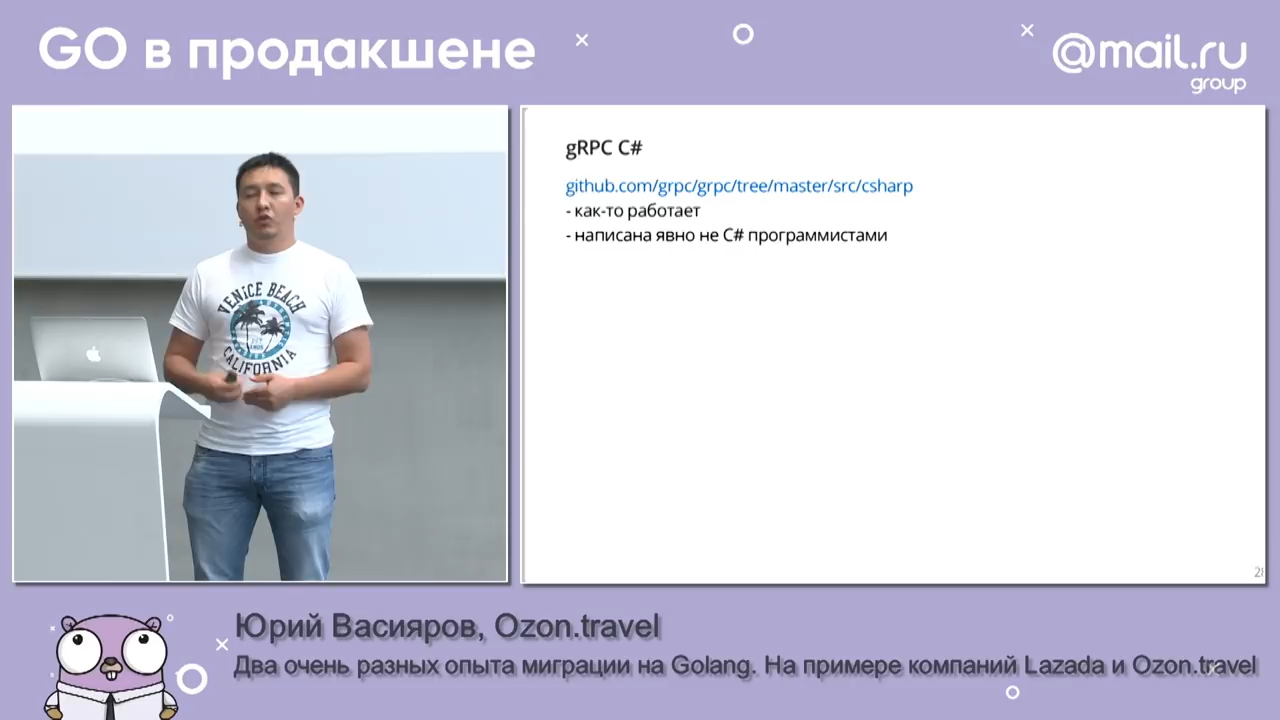 GO в продакшене
@mail.ru
group
gRPC C#
github.com/grpc/grpc/tree/master/src/csharp
- как-то работает
- написана явно не C# программистами
VENICE BEACH
CALIFORNIA
Юрий Васияров, Ozon.travel
Два очень разных опыта миграции на Golang. На примере компаний Lazada и Ozon.travel